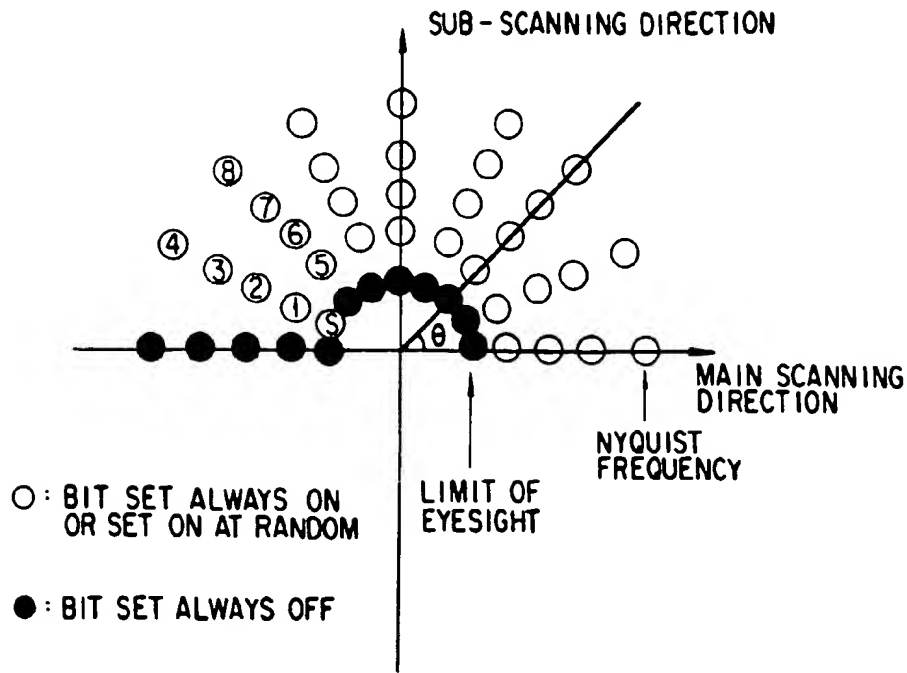 SUB-SCANNING DIRECTION
8
7
4
6
3
5
2
1
S
θ
MAIN SCANNING
DIRECTION
NYQUIST
FREQUENCY
LIMIT OF
EYESIGHT
○: BIT SET ALWAYS ON
OR SET ON AT RANDOM
●: BIT SET ALWAYS OFF